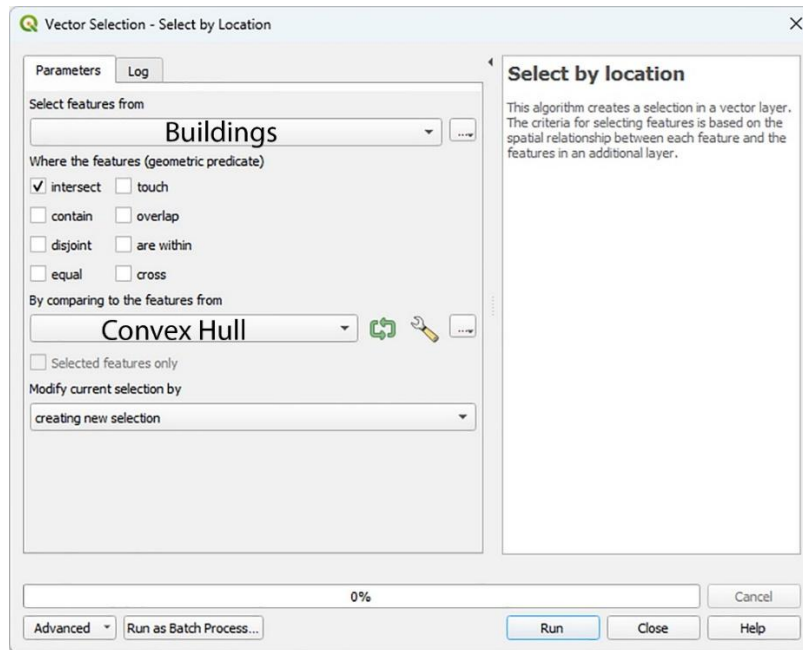 Vector Selection - Select by Location
Parameters
Log
Select features from
Buildings
...
Where the features (geometric predicate)
intersect
touch
contain
overlap
disjoint
are within
equal
cross
By comparing to the features from
Convex Hull
...
Selected features only
Modify current selection by
creating new selection
Select by location
This algorithm creates a selection in a vector layer.
The criteria for selecting features is based on the
spatial relationship between each feature and the
features in an additional layer.
0%
Cancel
Advanced
Run as Batch Process...
Run
Close
Help